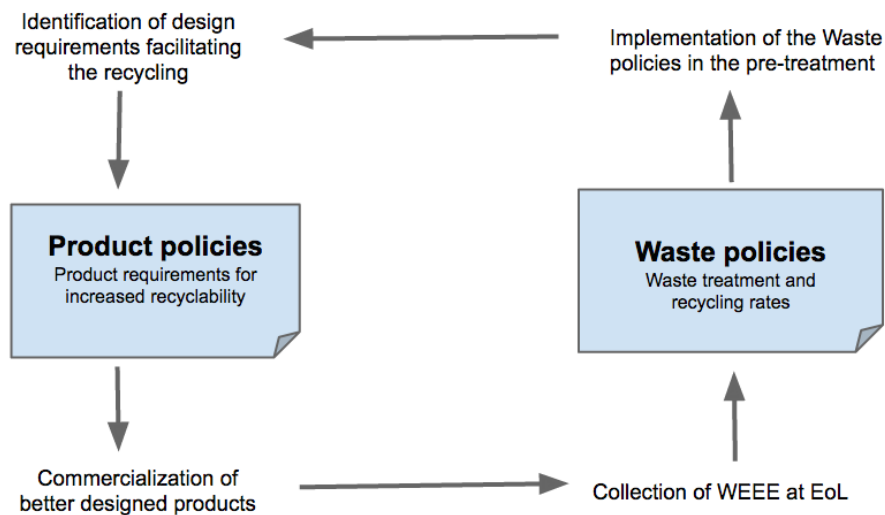 Identification of design
requirements facilitating
the recycling
Implementation of the Waste
policies in the pre-treatment
Product policies
Product requirements for
increased recyclability
Waste policies
Waste treatment and
recycling rates
Commercialization of
better designed products
Collection of WEEE at EoL